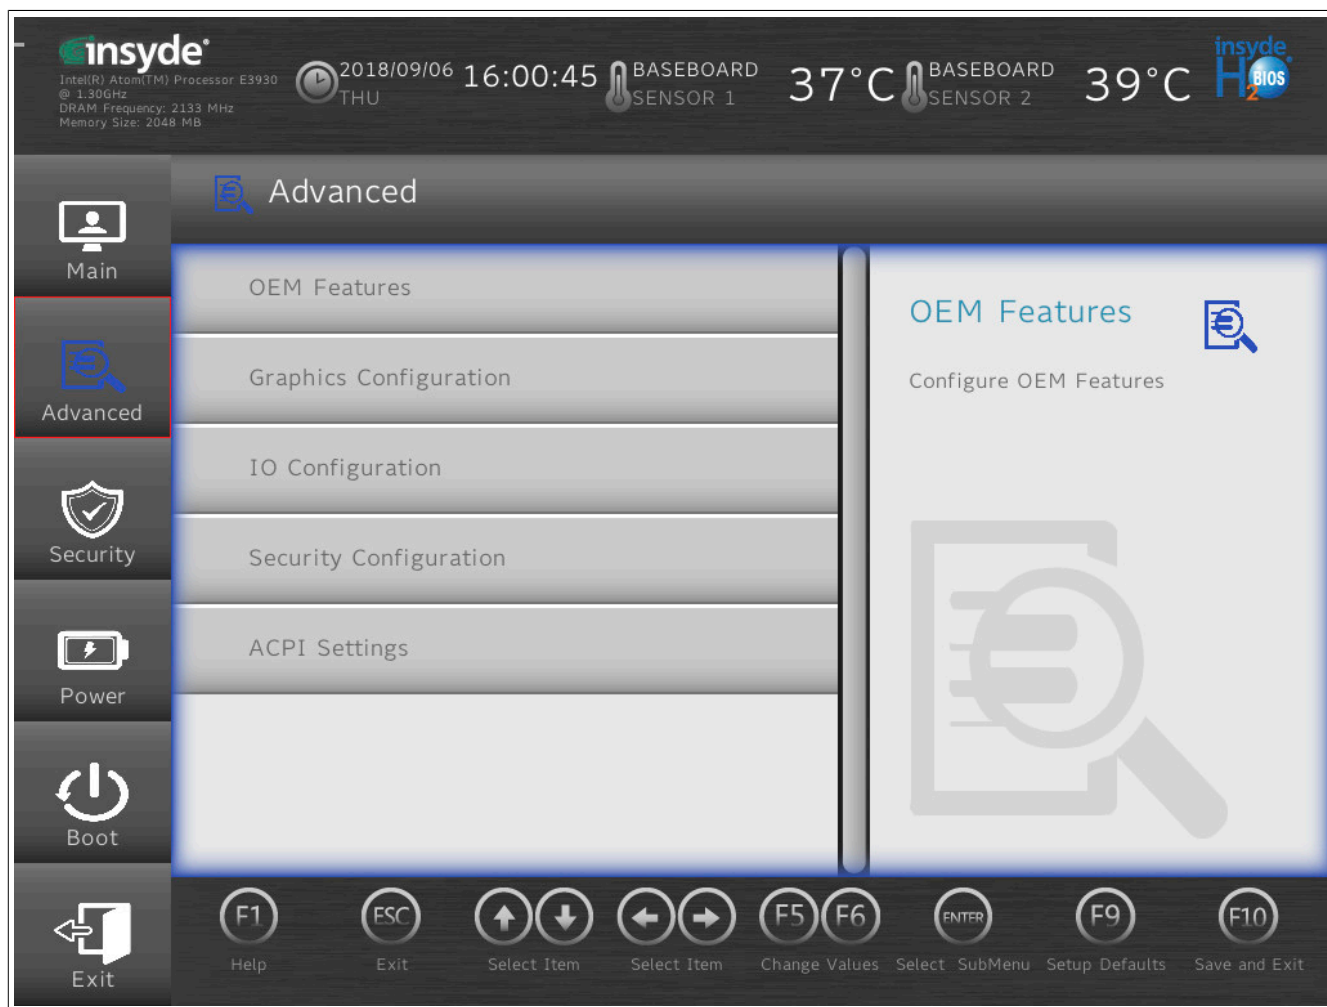 insyde®
Intel(R) Atom(TM) Processor E3930
@ 1.30GHz
DRAM Frequency: 2133 MHz
Memory Size: 2048 MB
2018/09/06
THU
16:00:45
BASEBOARD
SENSOR 1
37°C
BASEBOARD
SENSOR 2
39°C
insyde®
H2BIOS
Main
Advanced
Security
Power
Boot
Exit
Advanced
OEM Features
Graphics Configuration
IO Configuration
Security Configuration
ACPI Settings
OEM Features
Configure OEM Features
F1
Help
ESC
Exit
Select Item
Select Item
F5 F6
Change Values
ENTER
Select SubMenu
F9
Setup Defaults
F10
Save and Exit